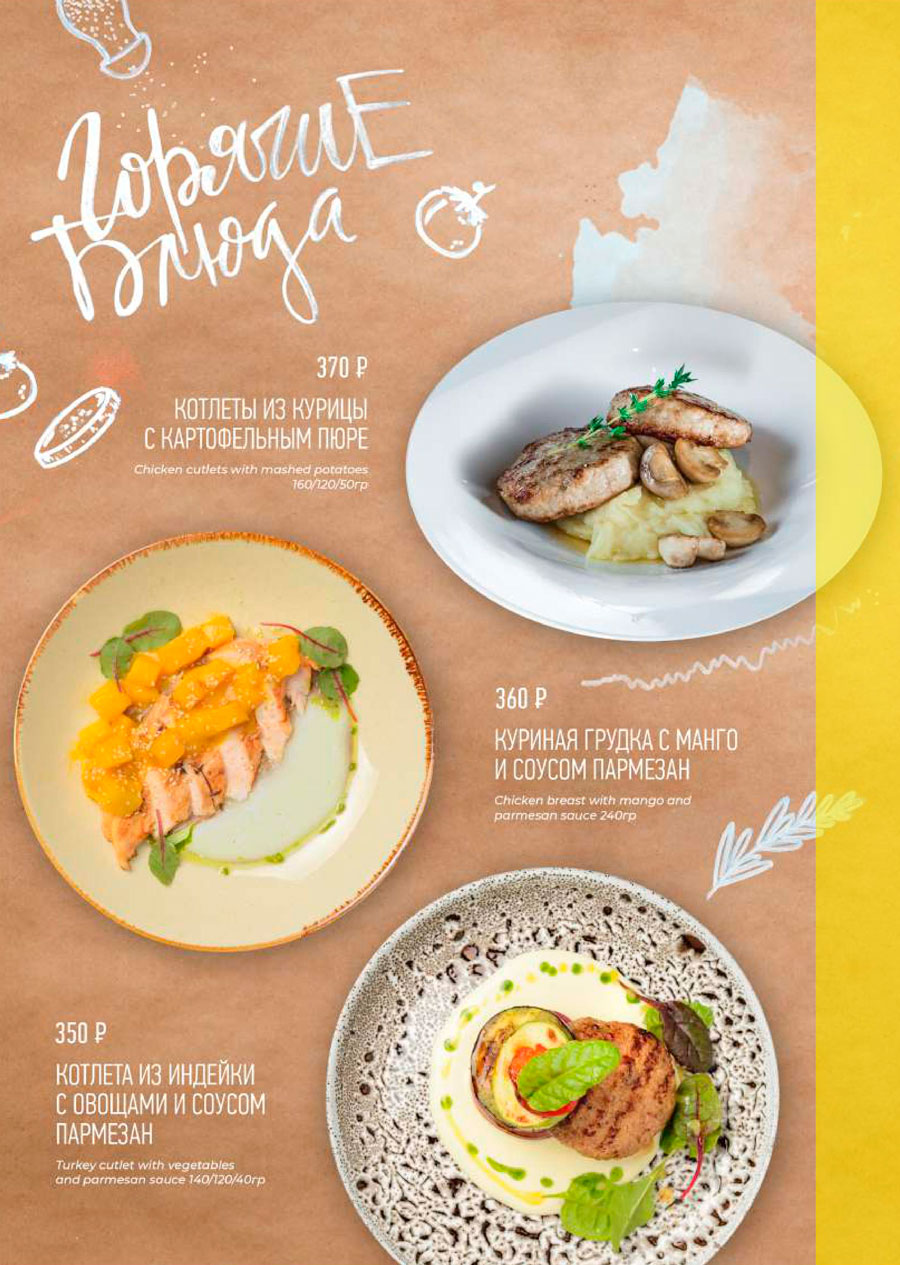 Горячие
Блюда
370 ₽
КОТЛЕТЫ ИЗ КУРИЦЫ
С КАРТОФЕЛЬНЫМ ПЮРЕ
Chicken cutlets with mashed potatoes
160/120/50гр
360 ₽
КУРИНАЯ ГРУДКА С МАНГО
И СОУСОМ ПАРМЕЗАН
Chicken breast with mango and
parmesan sauce 240гр
350 ₽
КОТЛЕТА ИЗ ИНДЕЙКИ
С ОВОЩАМИ И СОУСОМ
ПАРМЕЗАН
Turkey cutlet with vegetables
and parmesan sauce 140/120/40гр